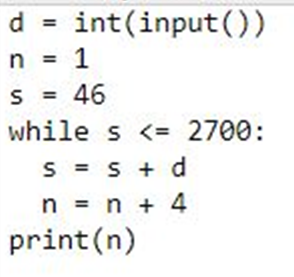 d = int(input())
n = 1
s = 46
while s <= 2700:
  s = s + d
  n = n + 4
print(n)